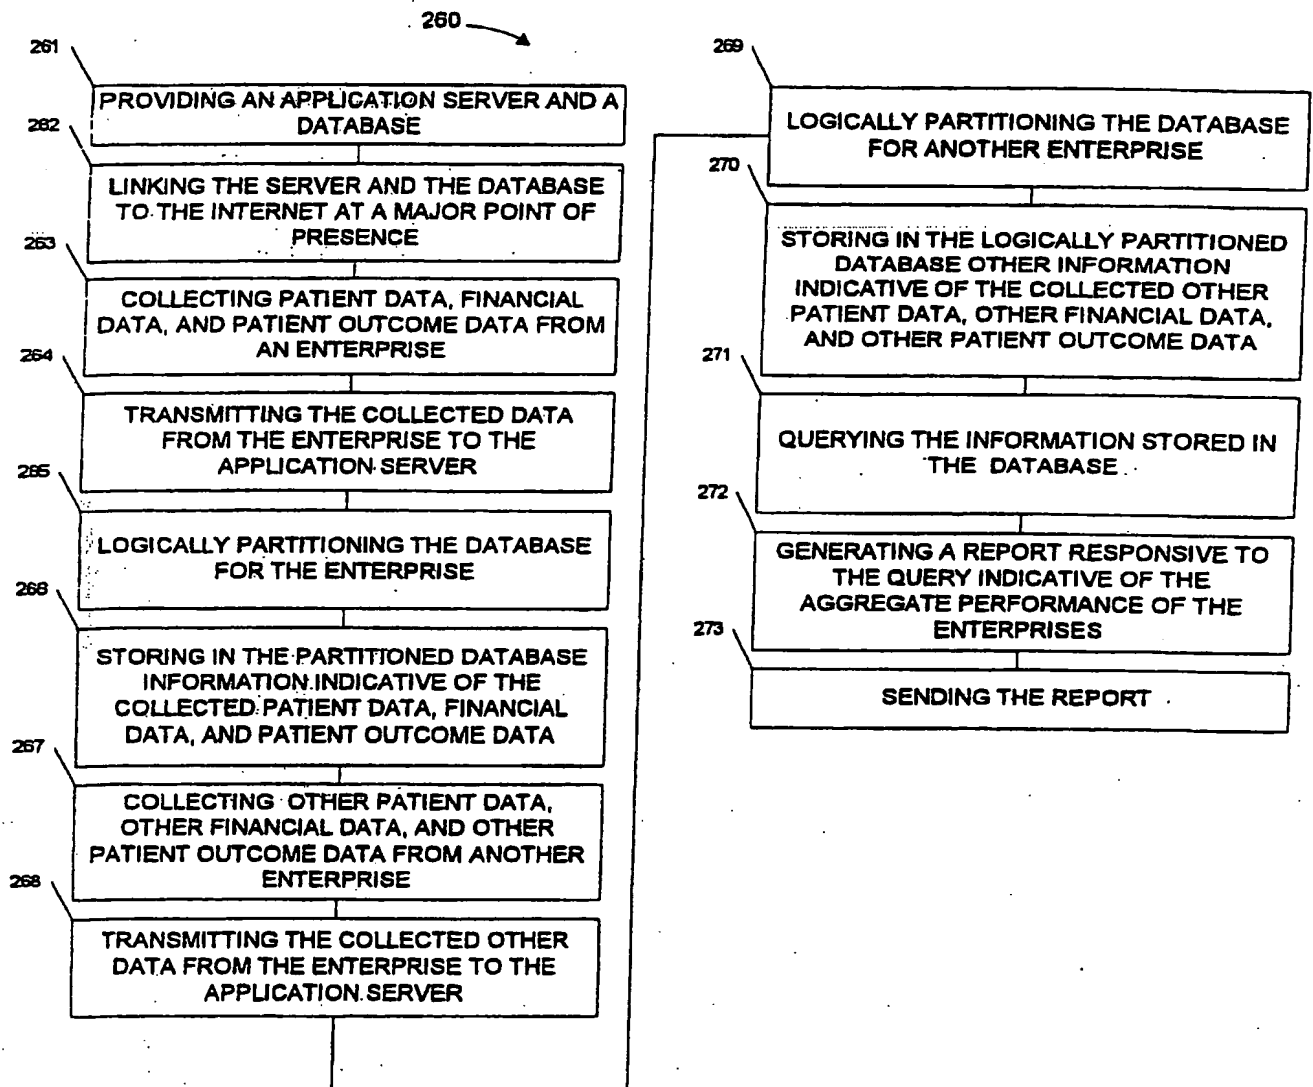 260
261
PROVIDING AN APPLICATION SERVER AND A
DATABASE
262
LINKING THE SERVER AND THE DATABASE
TO THE INTERNET AT A MAJOR POINT OF
PRESENCE
263
COLLECTING PATIENT DATA, FINANCIAL
DATA, AND PATIENT OUTCOME DATA FROM
AN ENTERPRISE
264
TRANSMITTING THE COLLECTED DATA
FROM THE ENTERPRISE TO THE
APPLICATION SERVER
265
LOGICALLY PARTITIONING THE DATABASE
FOR THE ENTERPRISE
266
STORING IN THE PARTITIONED DATABASE
INFORMATION INDICATIVE OF THE
COLLECTED PATIENT DATA, FINANCIAL
DATA, AND PATIENT OUTCOME DATA
267
COLLECTING OTHER PATIENT DATA,
OTHER FINANCIAL DATA, AND OTHER
PATIENT OUTCOME DATA FROM ANOTHER
ENTERPRISE
268
TRANSMITTING THE COLLECTED OTHER
DATA FROM THE ENTERPRISE TO THE
APPLICATION SERVER
269
LOGICALLY PARTITIONING THE DATABASE
FOR ANOTHER ENTERPRISE
270
STORING IN THE LOGICALLY PARTITIONED
DATABASE OTHER INFORMATION
INDICATIVE OF THE COLLECTED OTHER
PATIENT DATA, OTHER FINANCIAL DATA,
AND OTHER PATIENT OUTCOME DATA
271
QUERYING THE INFORMATION STORED IN
THE DATABASE
272
GENERATING A REPORT RESPONSIVE TO
THE QUERY INDICATIVE OF THE
AGGREGATE PERFORMANCE OF THE
ENTERPRISES
273
SENDING THE REPORT